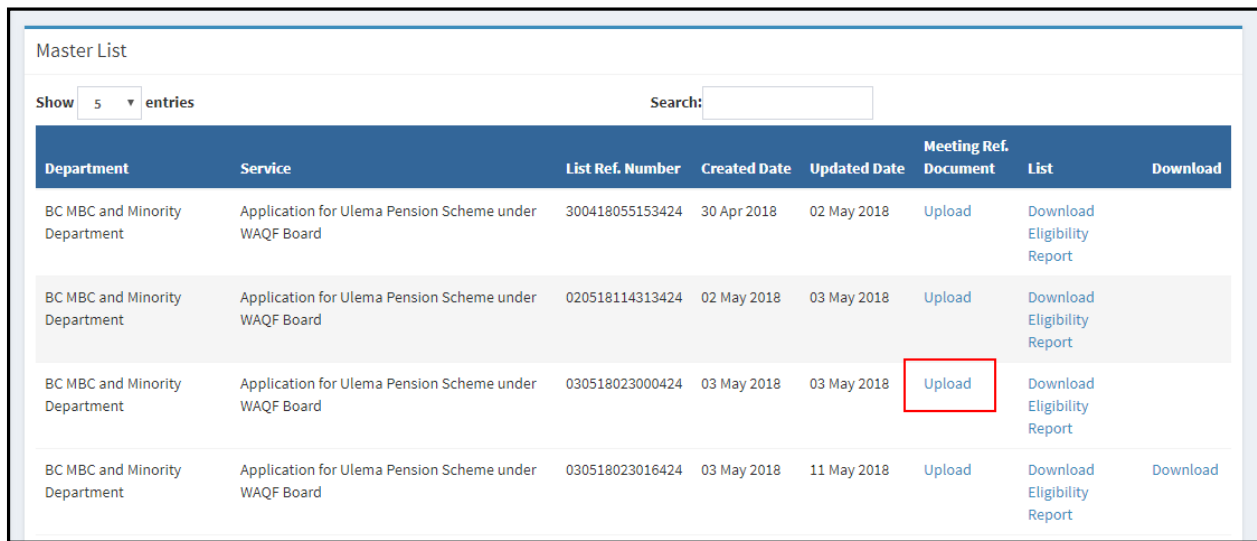 Master List
Show 5 entries Search:
Department Service List Ref. Number Created Date Updated Date Meeting Ref. Document List Download
BC MBC and Minority Application for Ulema Pension Scheme under 300418055153424 30 Apr 2018 02 May 2018 Upload Download
Department WAQF Board Eligibility
Report
BC MBC and Minority Application for Ulema Pension Scheme under 020518114313424 02 May 2018 03 May 2018 Upload Download
Department WAQF Board Eligibility
Report
BC MBC and Minority Application for Ulema Pension Scheme under 030518023000424 03 May 2018 03 May 2018 Upload Download
Department WAQF Board Eligibility
Report
BC MBC and Minority Application for Ulema Pension Scheme under 030518023016424 03 May 2018 11 May 2018 Upload Download Download
Department WAQF Board Eligibility
Report